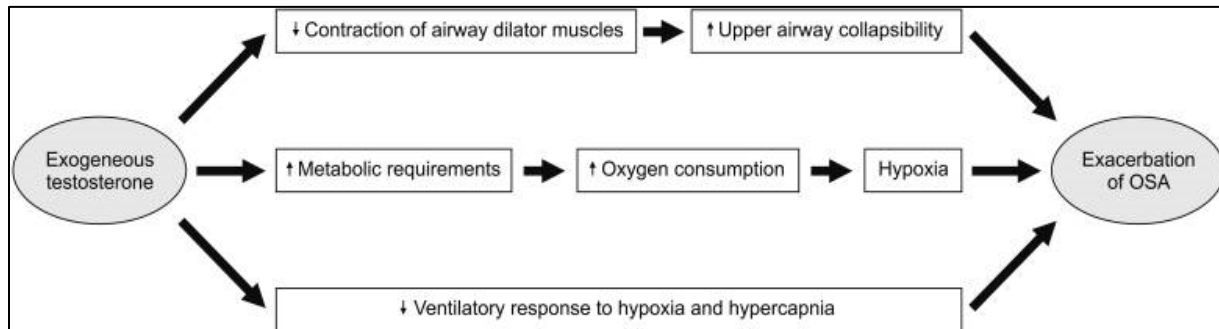 ↓ Contraction of airway dilator muscles
↑ Upper airway collapsibility
Exogeneous
testosterone
↑ Metabolic requirements
↑ Oxygen consumption
Hypoxia
Exacerbation
of OSA
↓ Ventilatory response to hypoxia and hypercapnia